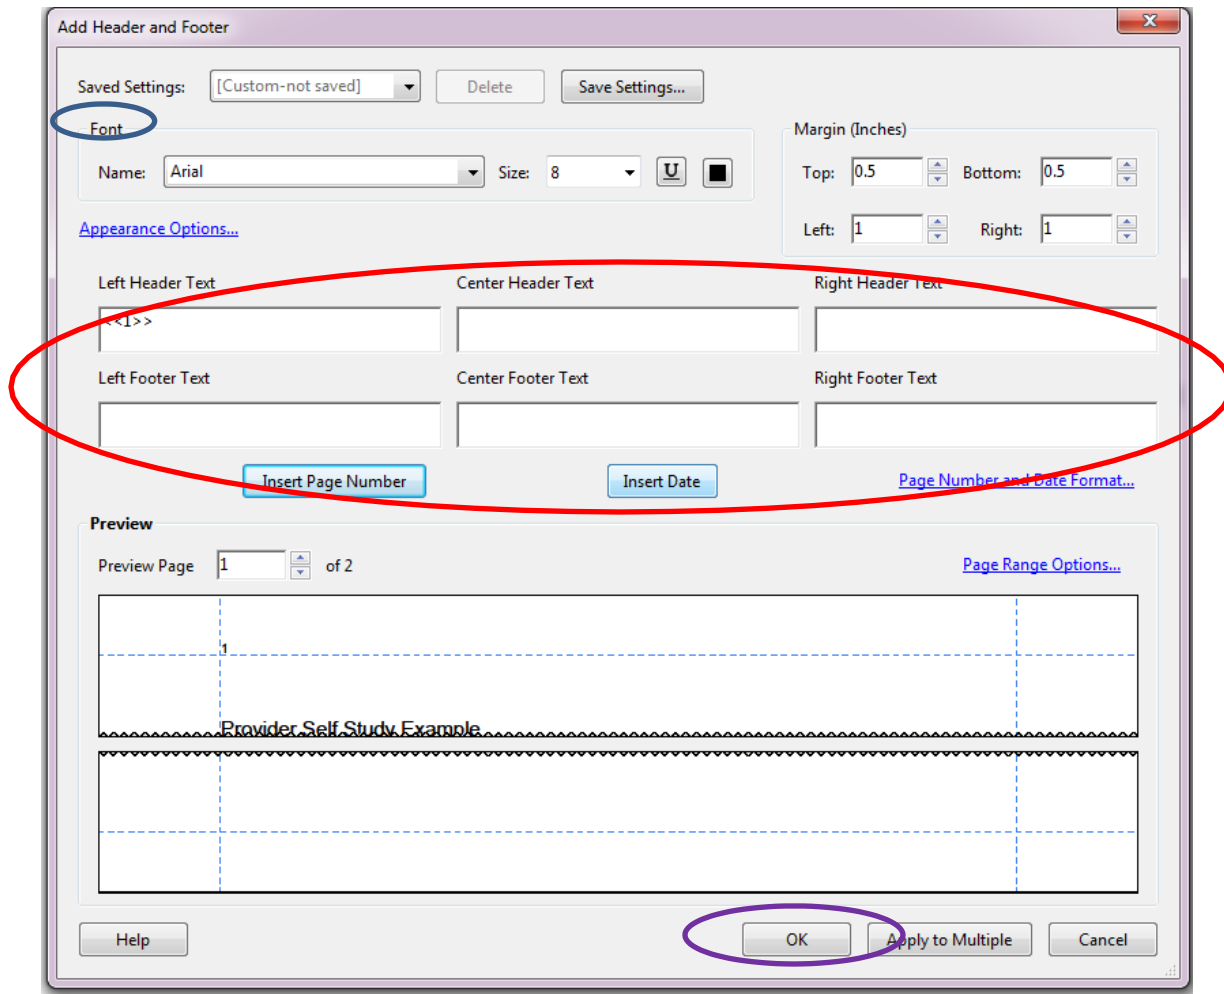 Add Header and Footer
Saved Settings: [Custom-not saved] Delete Save Settings...
Font
Name: Arial Size: 8 U
Margin (Inches)
Top: 0.5 Bottom: 0.5
Left: 1 Right: 1
Appearance Options...
Left Header Text Center Header Text Right Header Text
<<1>>
Left Footer Text Center Footer Text Right Footer Text
Insert Page Number Insert Date Page Number and Date Format...
Preview
Preview Page 1 of 2 Page Range Options...
1
Provider Self Study Example
Help OK Apply to Multiple Cancel